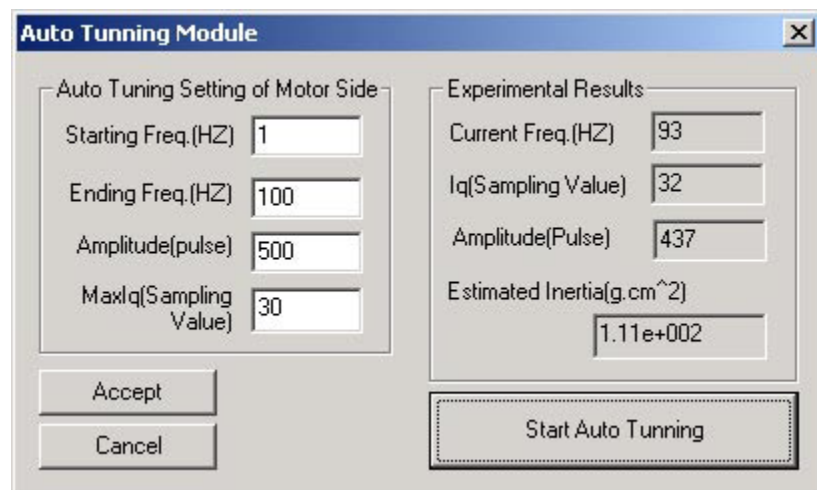 Auto Tunning Module
Auto Tuning Setting of Motor Side
Starting Freq.(HZ) 1
Ending Freq.(HZ) 100
Amplitude(pulse) 500
MaxIq(Sampling
Value) 30
Accept
Cancel
Experimental Results
Current Freq.(HZ) 93
Iq(Sampling Value) 32
Amplitude(Pulse) 437
Estimated Inertia(g.cm^2)
1.11e+002
Start Auto Tunning